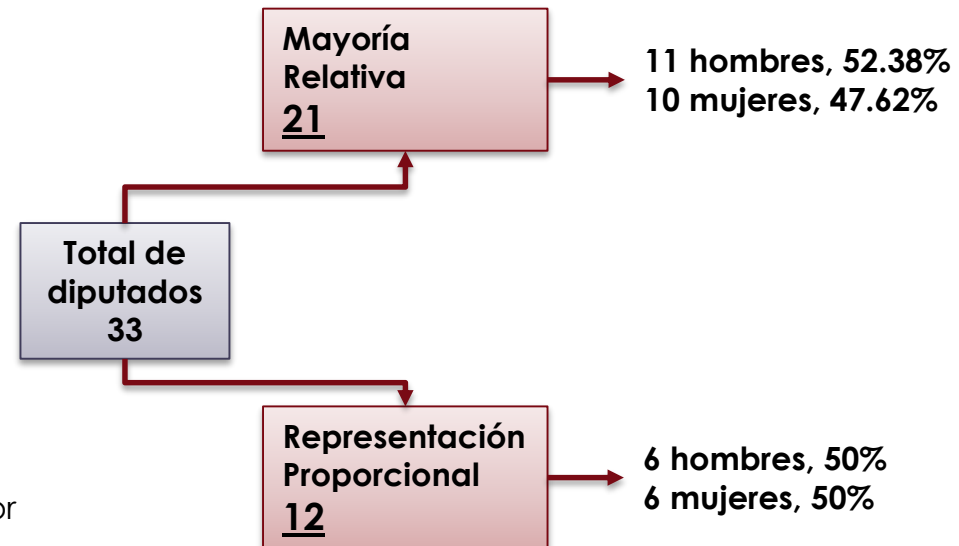 Mayoría
Relativa
21
11 hombres, 52.38%
10 mujeres, 47.62%
Total de
diputados
33
Representación
Proporcional
12
6 hombres, 50%
6 mujeres, 50%